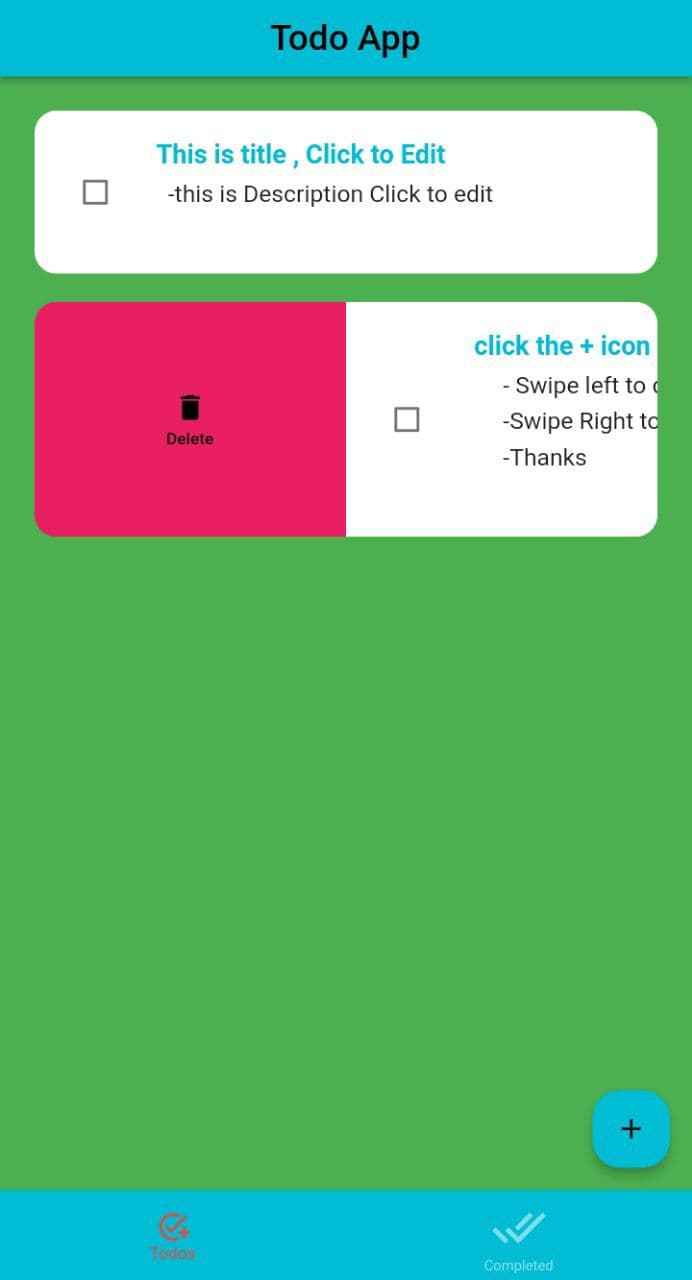 Todo App
This is title , Click to Edit
-this is Description Click to edit
click the + icon
- Swipe left to
-Swipe Right to
-Thanks
Delete
+
Todos
Completed